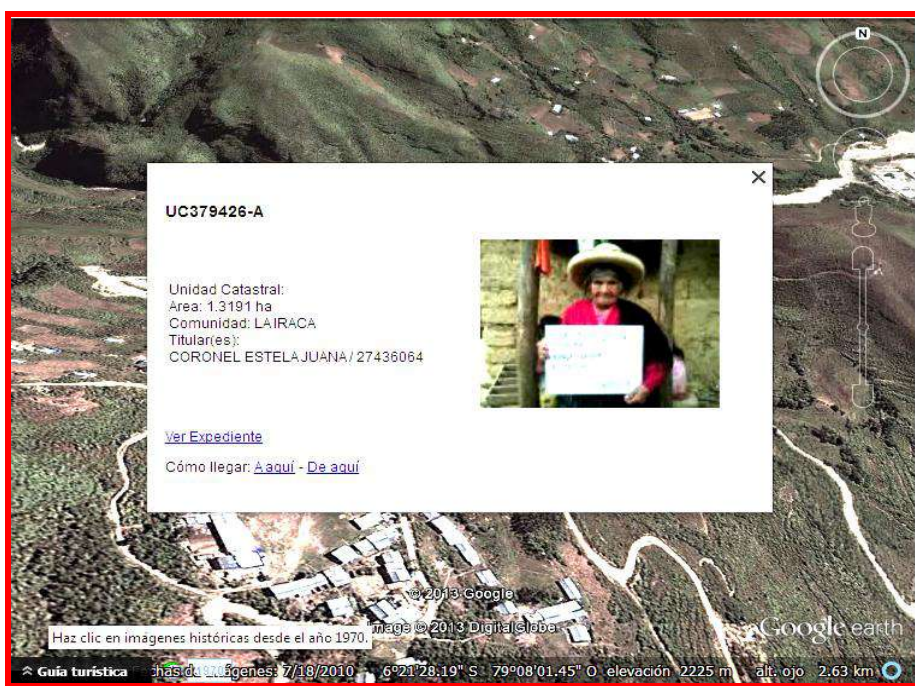 N
UC379426-A
Unidad Catastral:
Area: 1.3191 ha
Comunidad: LAIRACA
Titular(es):
CORONEL ESTELA JUANA / 27436064
Ver Expediente
Cómo llegar: A aquí - De aquí
© 2013 Google
Image © 2013 DigitalGlobe
Google earth
Haz clic en imágenes históricas desde el año 1970.
Guía turística 1970 imágenes: 7/18/2010 6°21'28.19" S 79°08'01.45" O elevación 2225 m alt. ojo 2.63 km